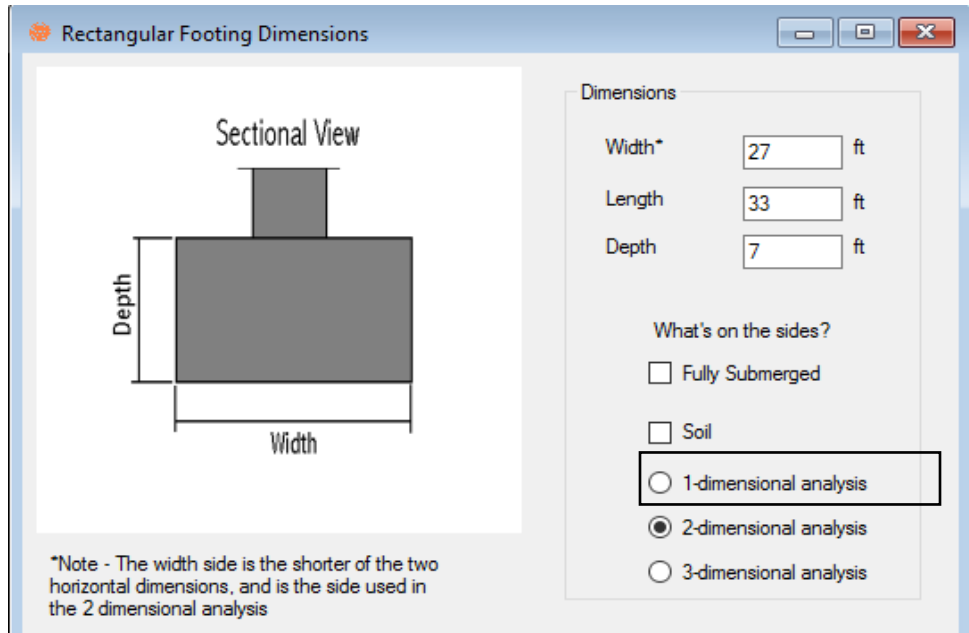 Rectangular Footing Dimensions
Sectional View
Depth
Width
*Note - The width side is the shorter of the two
horizontal dimensions, and is the side used in
the 2 dimensional analysis
Dimensions
Width* 27 ft
Length 33 ft
Depth 7 ft
What's on the sides?
Fully Submerged
Soil
1-dimensional analysis
2-dimensional analysis
3-dimensional analysis